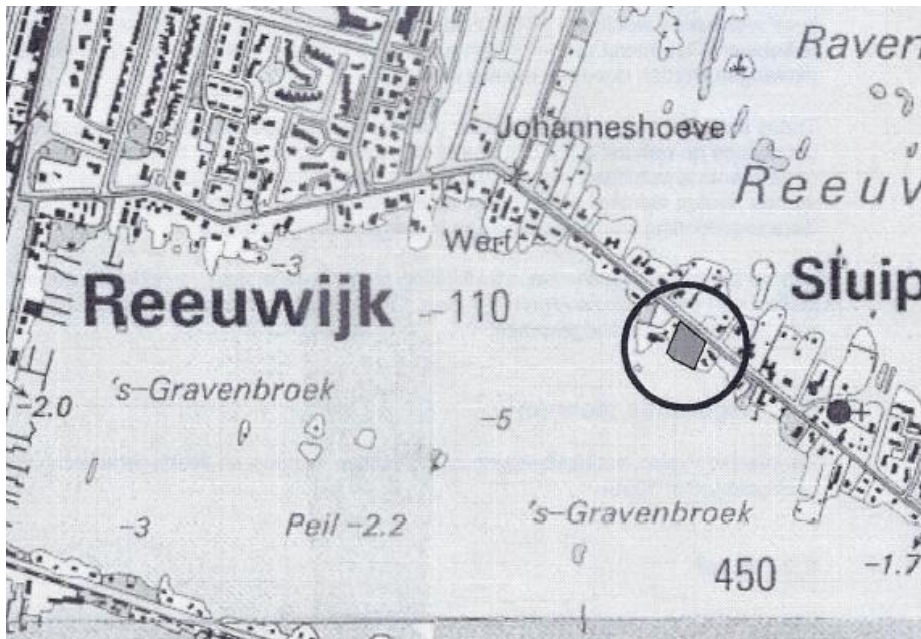 Raven
Johanneshoeve
Reeuw
Werf
-3
Sluip
Reeuwijk
-110
's-Gravenbroek
-2.0
-5
's-Gravenbroek
-3
Peil -2.2
-1.7
450